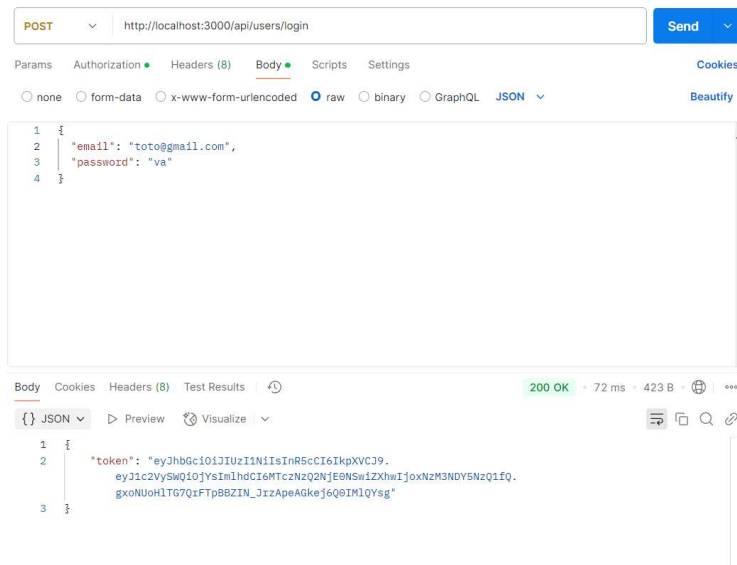 POST http://localhost:3000/api/users/login Send
Params Authorization Headers (8) Body Scripts Settings Cookies
none form-data x-www-form-urlencoded raw binary GraphQL JSON Beautify
1 {
2 "email": "toto@gmail.com",
3 "password": "va"
4 }
Body Cookies Headers (8) Test Results 200 OK 72 ms 423 B
{} JSON Preview Visualize
1 {
2 "token": "eyJhbGciOiJIUzI1NiIsInR5cCI6IkpXVCJ9.
eyJ1c2VySWQiOjYsImlhdCI6MTczNzQ2NjE0NSwiZXhwIjoxNzM3NDY5NzQ1fQ.
gxoNUoHlTG7QrFTpBBZIN_JrzApeAGkej6Q0IMlQYsg"
3 }